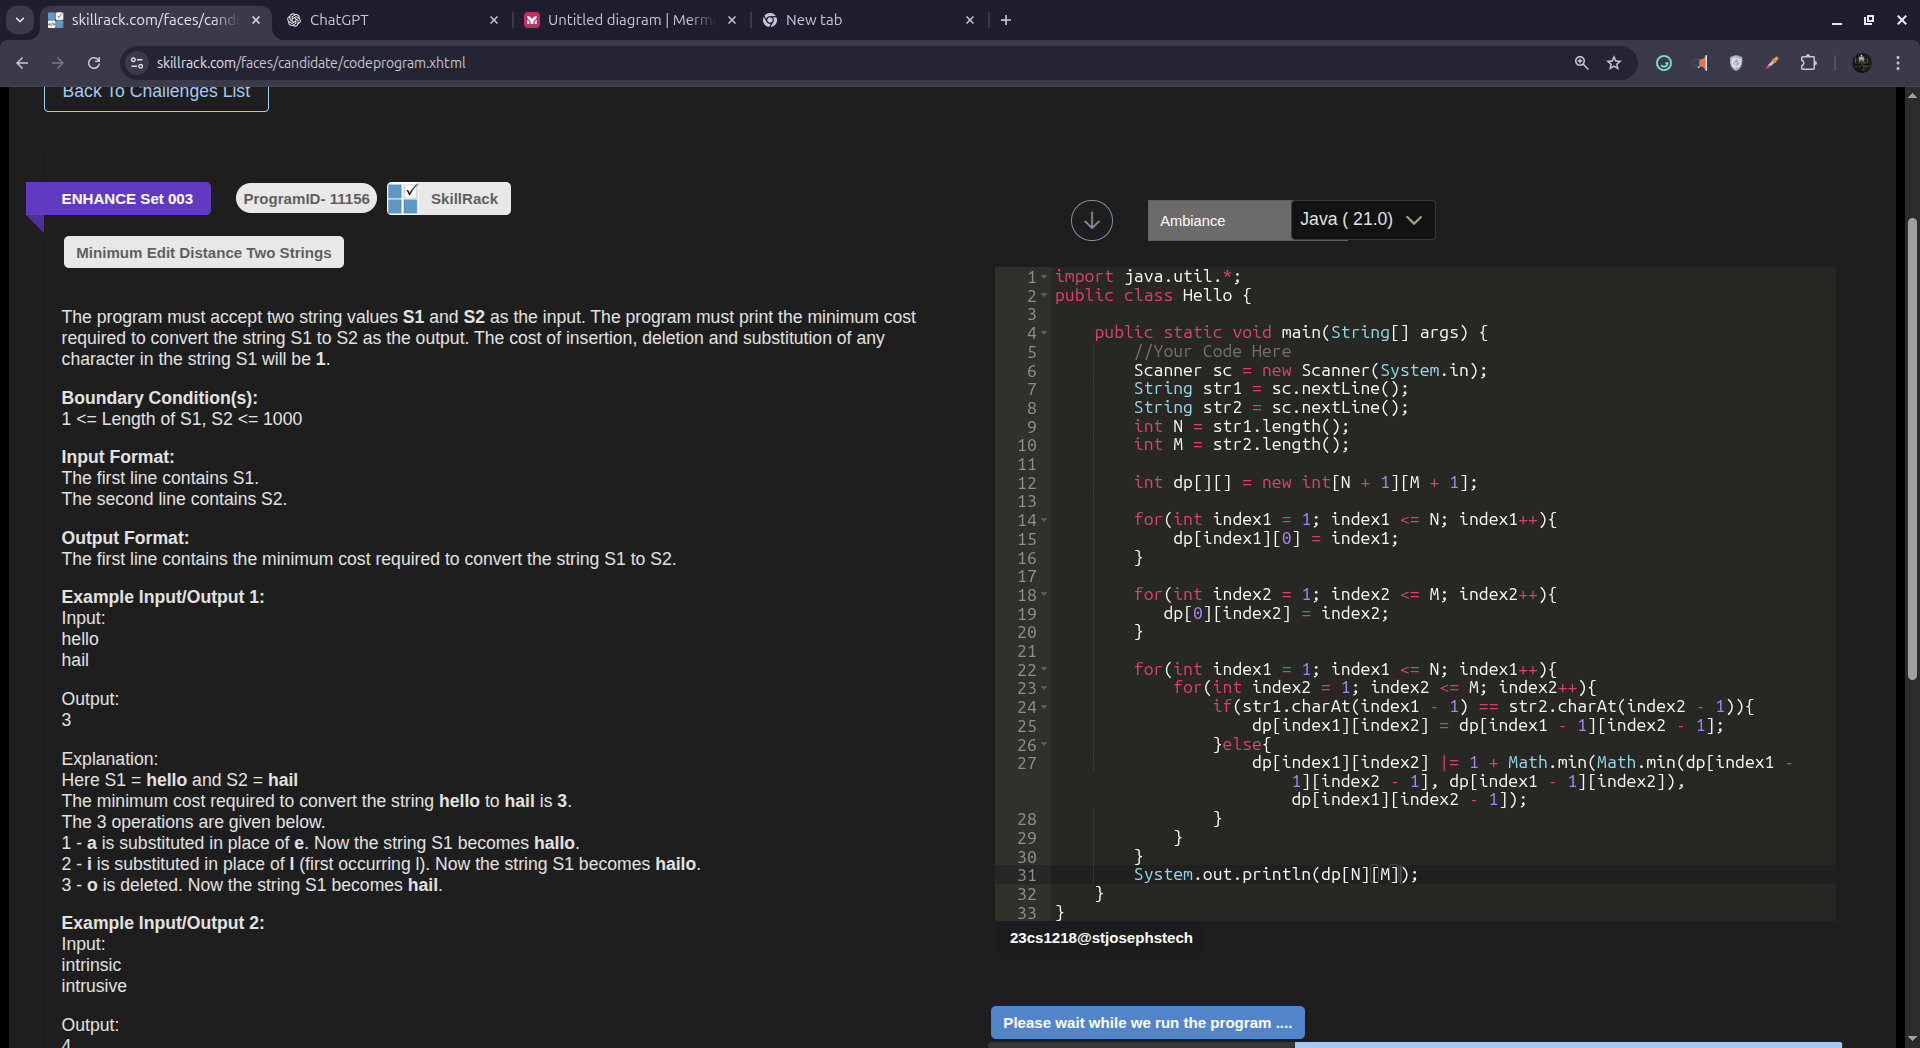 skillrack.com/faces/candi
ChatGPT
Untitled diagram | Merm
New tab
skillrack.com/faces/candidate/codeprogram.xhtml
Back To Challenges List
ENHANCE Set 003
ProgramID- 11156
SkillRack
Minimum Edit Distance Two Strings
The program must accept two string values S1 and S2 as the input. The program must print the minimum cost
required to convert the string S1 to S2 as the output. The cost of insertion, deletion and substitution of any
character in the string S1 will be 1.
Boundary Condition(s):
1 <= Length of S1, S2 <= 1000
Input Format:
The first line contains S1.
The second line contains S2.
Output Format:
The first line contains the minimum cost required to convert the string S1 to S2.
Example Input/Output 1:
Input:
hello
hail
Output:
3
Explanation:
Here S1 = hello and S2 = hail
The minimum cost required to convert the string hello to hail is 3.
The 3 operations are given below.
1 - a is substituted in place of e. Now the string S1 becomes hallo.
2 - i is substituted in place of l (first occurring l). Now the string S1 becomes hailo.
3 - o is deleted. Now the string S1 becomes hail.
Example Input/Output 2:
Input:
intrinsic
intrusive
Output:
4
Ambiance
Java ( 21.0)
1 import java.util.*;
2 public class Hello {
3
4     public static void main(String[] args) {
5         //Your Code Here
6         Scanner sc = new Scanner(System.in);
7         String str1 = sc.nextLine();
8         String str2 = sc.nextLine();
9         int N = str1.length();
10         int M = str2.length();
11
12         int dp[][] = new int[N + 1][M + 1];
13
14         for(int index1 = 1; index1 <= N; index1++){
15             dp[index1][0] = index1;
16         }
17
18         for(int index2 = 1; index2 <= M; index2++){
19            dp[0][index2] = index2;
20         }
21
22         for(int index1 = 1; index1 <= N; index1++){
23             for(int index2 = 1; index2 <= M; index2++){
24                 if(str1.charAt(index1 - 1) == str2.charAt(index2 - 1)){
25                     dp[index1][index2] = dp[index1 - 1][index2 - 1];
26                 }else{
27                     dp[index1][index2] |= 1 + Math.min(Math.min(dp[index1 -
1][index2 - 1], dp[index1 - 1][index2]),
dp[index1][index2 - 1]);
28                 }
29             }
30         }
31         System.out.println(dp[N][M]);
32     }
33 }
23cs1218@stjosephstech
Please wait while we run the program ....